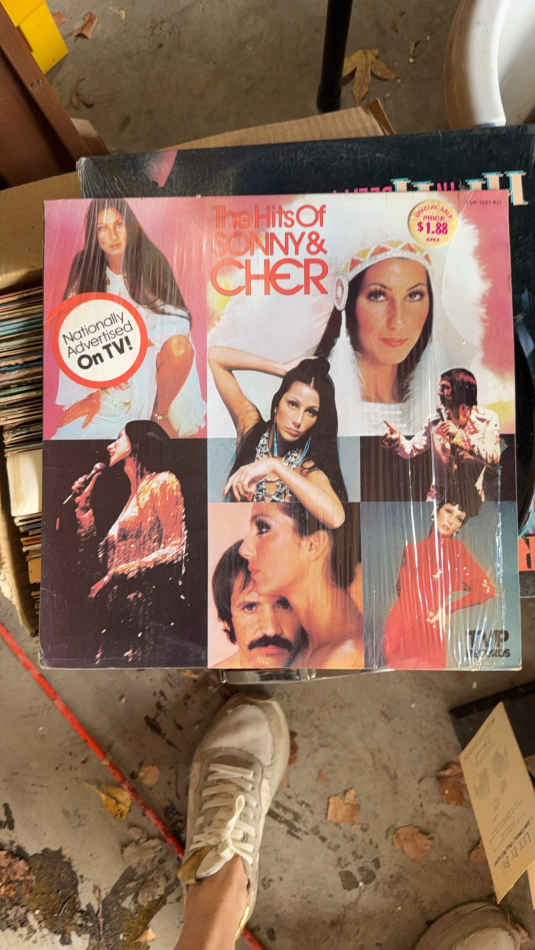 The Hits Of
SONNY &
CHER
Nationally
Advertised
On TV!
PRICE
$1.88
TVP
RECORDS